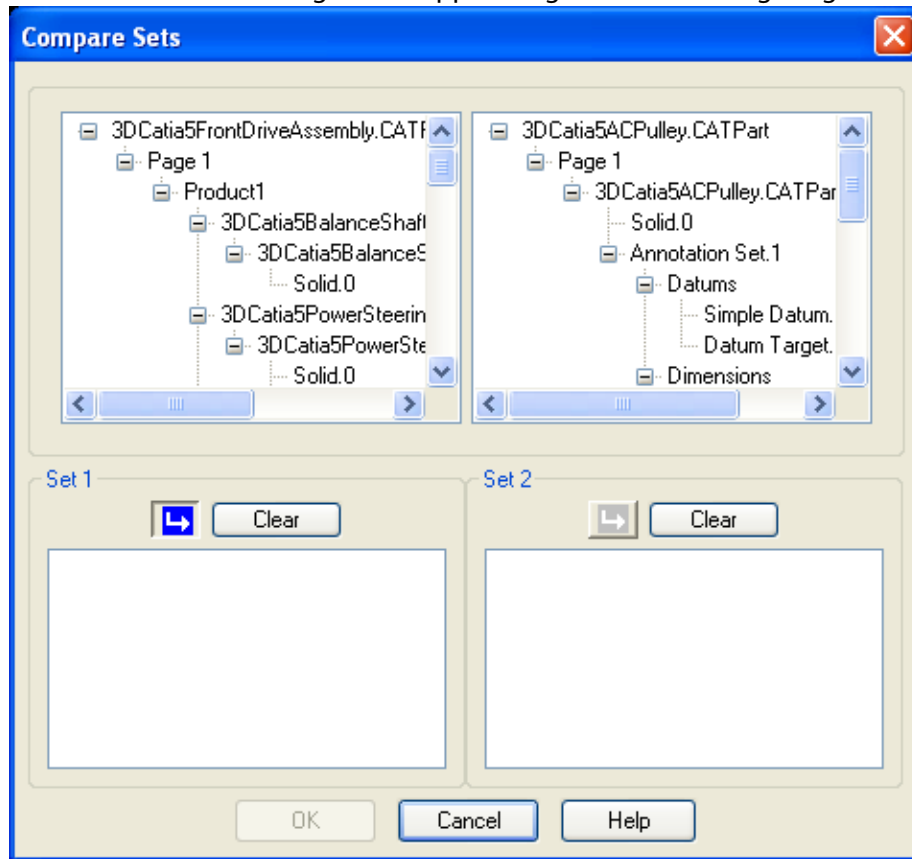 Compare Sets
3DCatia5FrontDriveAssembly.CATF
Page 1
Product1
3DCatia5BalanceShaft
3DCatia5BalanceS
Solid.0
3DCatia5PowerSteerin
3DCatia5PowerSte
Solid.0
3DCatia5ACPulley.CATPart
Page 1
3DCatia5ACPulley.CATPar
Solid.0
Annotation Set.1
Datums
Simple Datum.
Datum Target.
Dimensions
Set 1
Clear
Set 2
Clear
OK
Cancel
Help